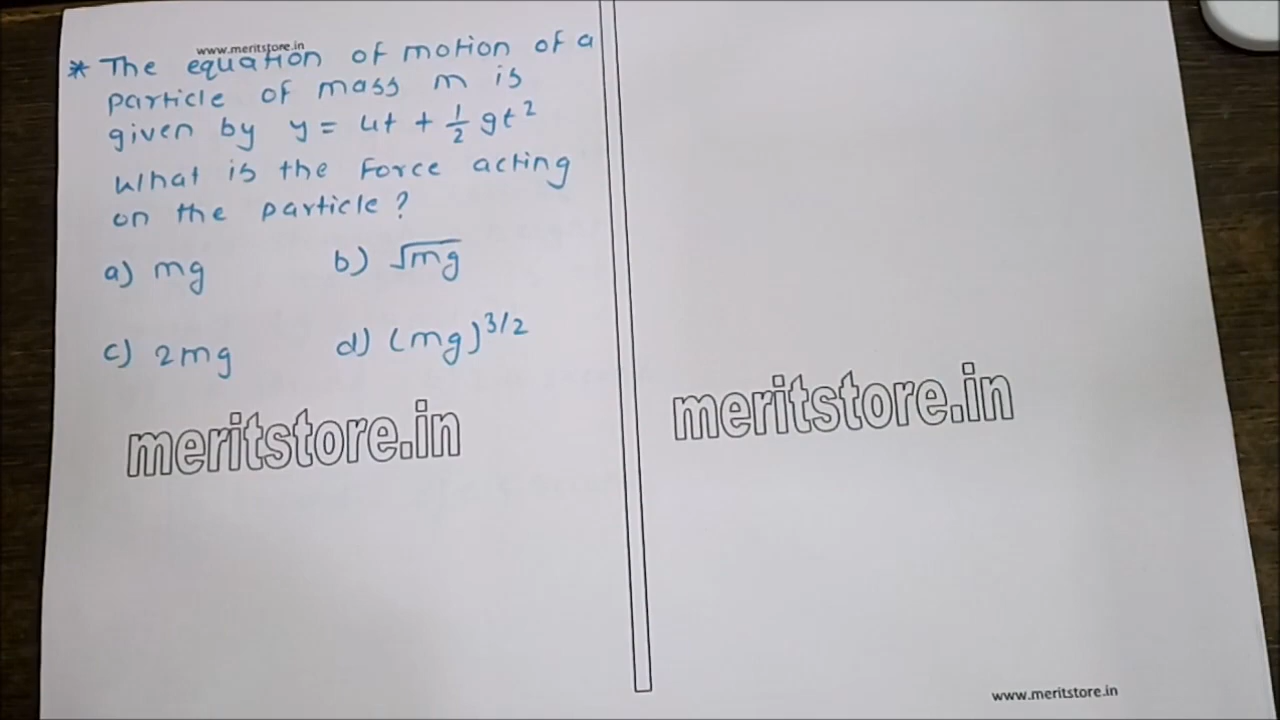 www.meritstore.in
* The equation of motion of a
particle of mass m is
given by y = ut + 1/2 gt²
What is the force acting
on the particle?
a) mg b) √mg
c) 2mg d) (mg)^3/2
meritstore.in
meritstore.in
www.meritstore.in